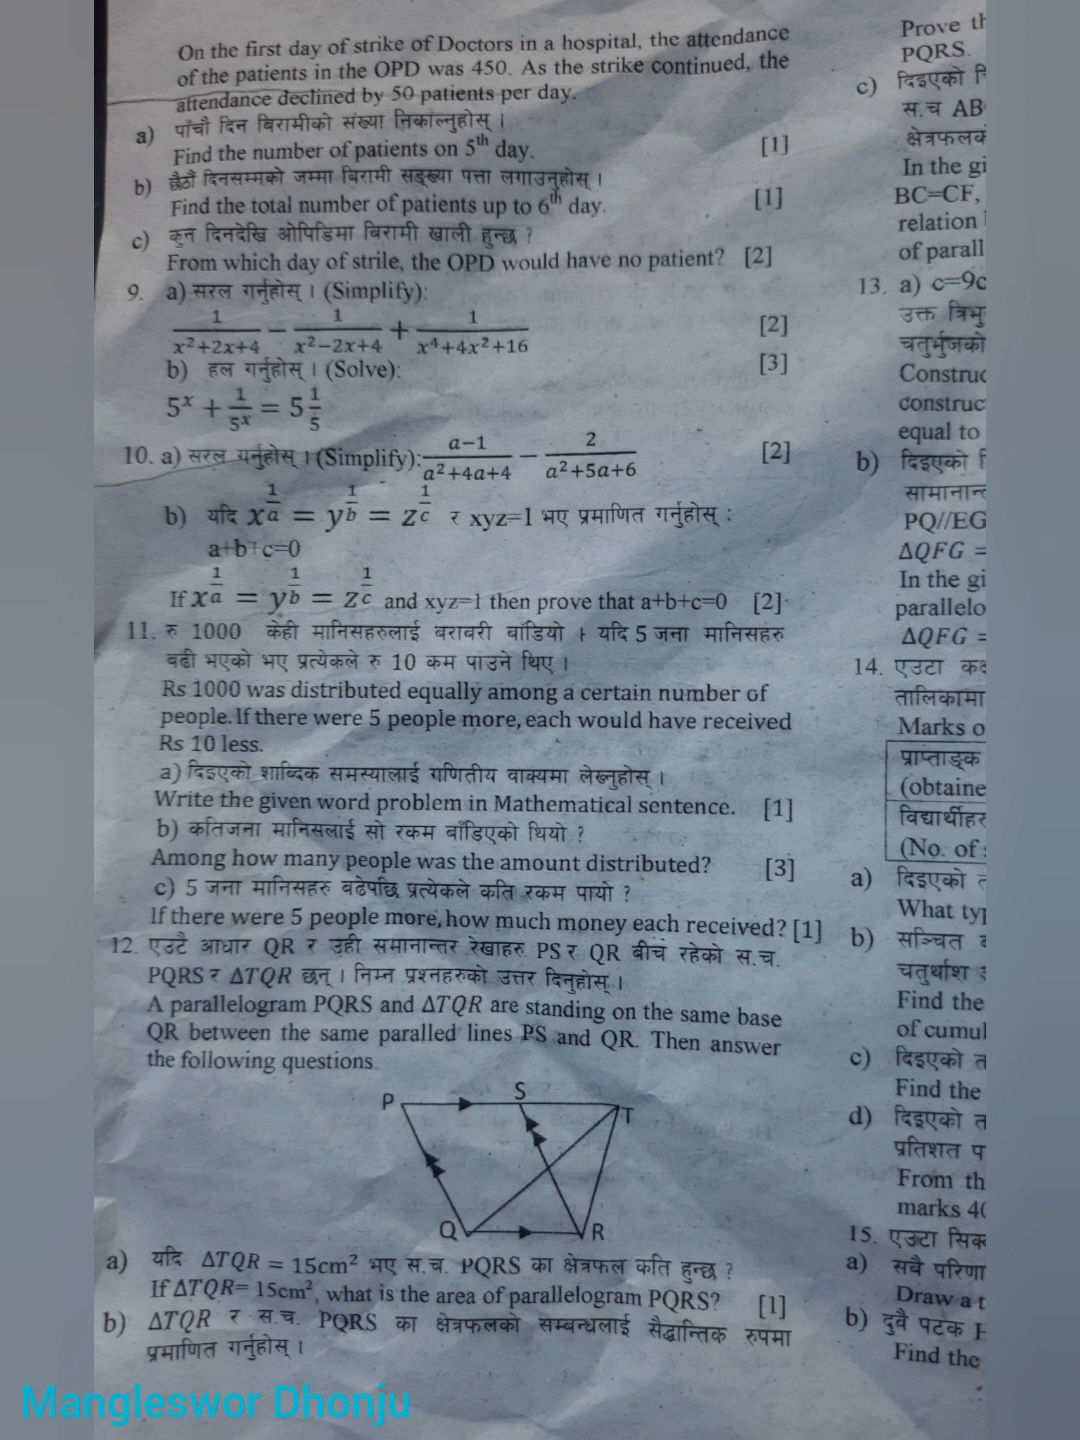 On the first day of strike of Doctors in a hospital, the attendance
of the patients in the OPD was 450. As the strike continued, the
attendance declined by 50 patients per day.
a) पाँचौ दिन बिरामीको संख्या निकाल्नुहोस् ।
Find the number of patients on 5th day. [1]
b) छैठौं दिनसम्मको जम्मा बिरामी सङ्ख्या पत्ता लगाउनुहोस् ।
Find the total number of patients up to 6th day. [1]
c) कुन दिनदेखि ओपिडिमा बिरामी खाली हुन्छ ?
From which day of strile, the OPD would have no patient? [2]
9. a) सरल गर्नुहोस् । (Simplify):
1/(x²+2x+4) − 1/(x²−2x+4) + 1/(x⁴+4x²+16) [2]
b) हल गर्नुहोस् । (Solve): [3]
5ˣ + 1/5ˣ = 5 1/5
10. a) सरल गर्नुहोस् । (Simplify): (a−1)/(a²+4a+4) − 2/(a²+5a+6) [2]
b) यदि x^(1/a) = y^(1/b) = z^(1/c) र xyz=1 भए प्रमाणित गर्नुहोस् :
a+b+c=0
If x^(1/a) = y^(1/b) = z^(1/c) and xyz=1 then prove that a+b+c=0 [2]
11. रु 1000 केही मानिसहरुलाई बराबरी बाँडियो । यदि 5 जना मानिसहरु
बढी भएको भए प्रत्येकले रु 10 कम पाउने थिए ।
Rs 1000 was distributed equally among a certain number of
people. If there were 5 people more, each would have received
Rs 10 less.
a) दिइएको शाब्दिक समस्यालाई गणितीय वाक्यमा लेख्नुहोस् ।
Write the given word problem in Mathematical sentence. [1]
b) कतिजना मानिसलाई सो रकम बाँडिएको थियो ?
Among how many people was the amount distributed? [3]
c) 5 जना मानिसहरु बढेपछि प्रत्येकले कति रकम पायो ?
If there were 5 people more, how much money each received? [1]
12. एउटै आधार QR र उही समानान्तर रेखाहरु PS र QR बीच रहेको स.च.
PQRS र ΔTQR छन् । निम्न प्रश्नहरुको उत्तर दिनुहोस् ।
A parallelogram PQRS and ΔTQR are standing on the same base
QR between the same paralled lines PS and QR. Then answer
the following questions.
P S T
Q R
a) यदि ΔTQR = 15cm² भए स.च. PQRS का क्षेत्रफल कति हुन्छ ?
If ΔTQR= 15cm², what is the area of parallelogram PQRS? [1]
b) ΔTQR र स.च. PQRS का क्षेत्रफलको सम्बन्धलाई सैद्धान्तिक रुपमा
प्रमाणित गर्नुहोस् ।
Prove th
PQRS.
c) दिइएको
स.च AB
In the gi
BC=CF,
relation
of parall
13. a) c=9c
उक्त त्रिभु
चतुर्भुजको
Construc
construc
equal to
b) दिइएको
सामानान्त
PQ//EG
ΔQFG =
In the gi
parallelo
ΔQFG =
14. एउटा कक्ष
तालिकामा
Marks o
प्राप्ताङ्क
(obtaine
विद्यार्थीहर
(No. of
a) दिइएको त
What typ
b) सञ्चित
चतुर्थांश
Find the
of cumul
c) दिइएको त
Find the
d) दिइएको त
प्रतिशत प
From th
marks 40
15. एउटा सिक्
a) सबै परिणा
Draw a t
b) दुवै पटक H
Find the
Mangleswor Dhonju